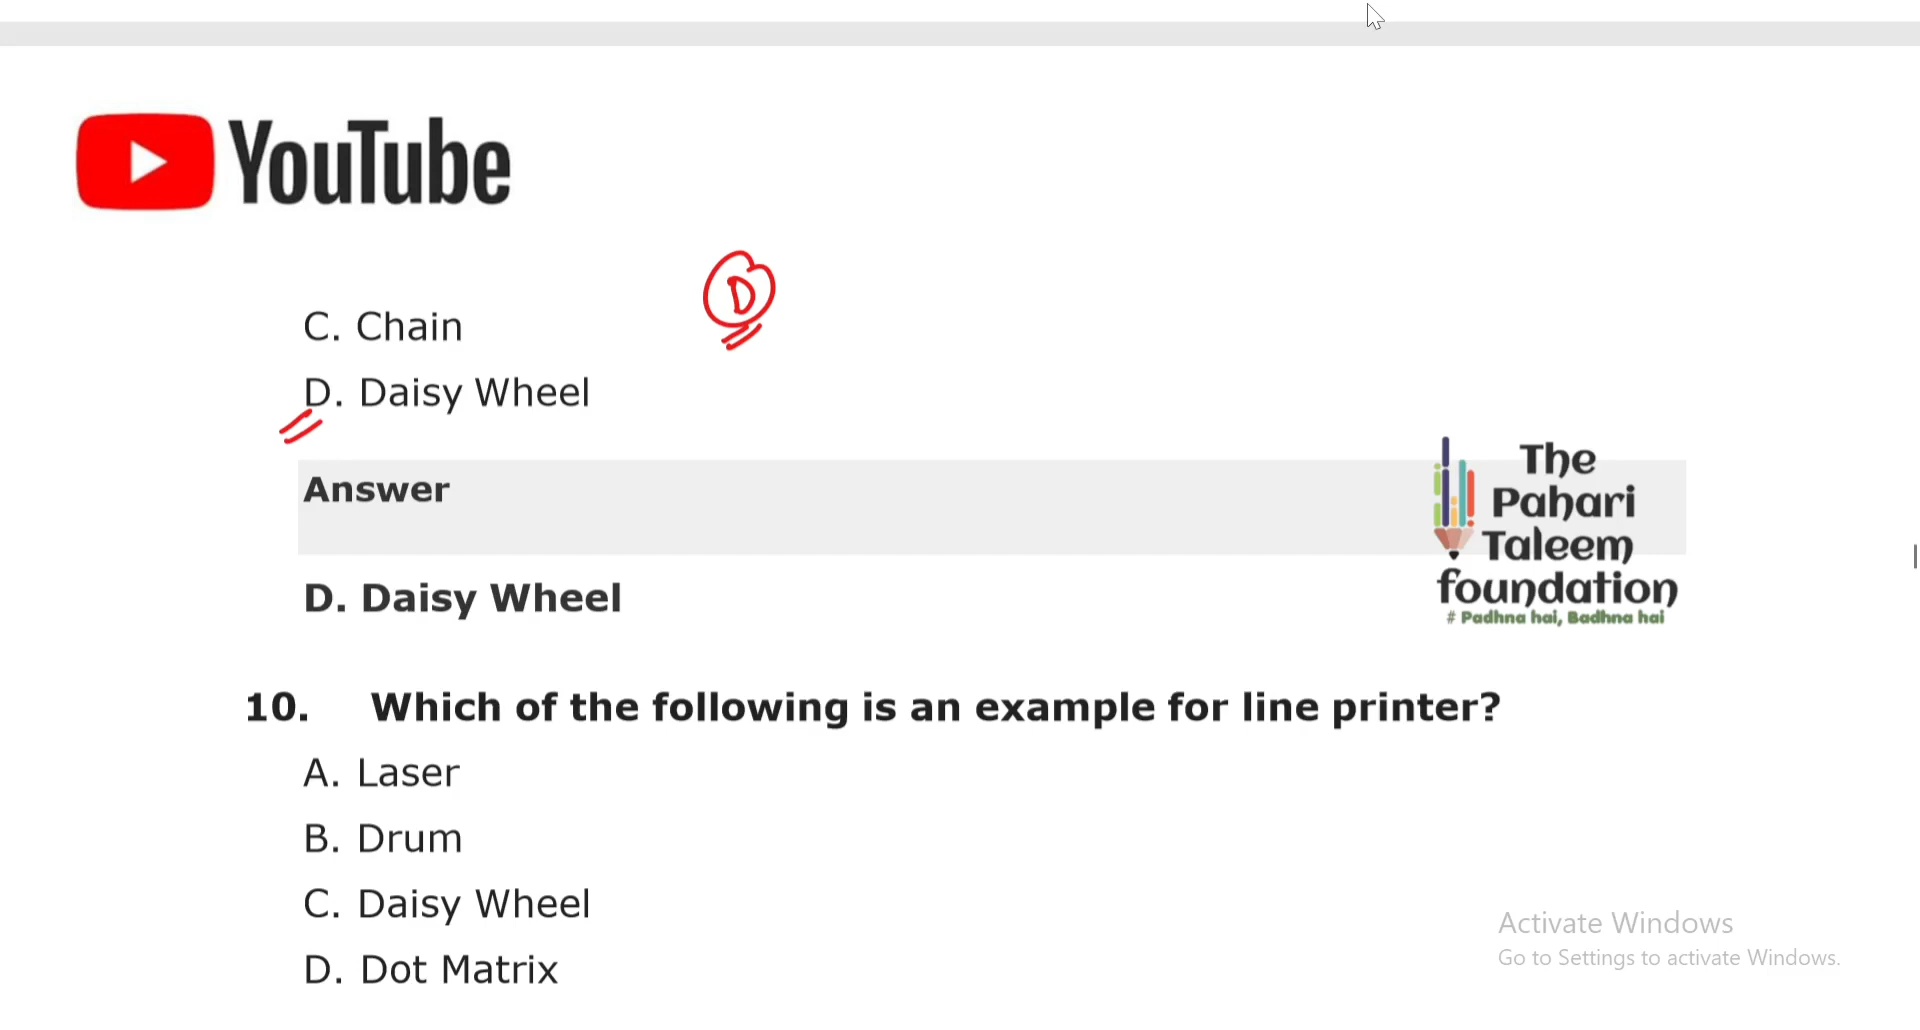 YouTube
D
C. Chain
D. Daisy Wheel
Answer
The
Pahari
Taleem
foundation
# Padhna hai, Badhna hai
D. Daisy Wheel
10. Which of the following is an example for line printer?
A. Laser
B. Drum
C. Daisy Wheel
D. Dot Matrix
Activate Windows
Go to Settings to activate Windows.